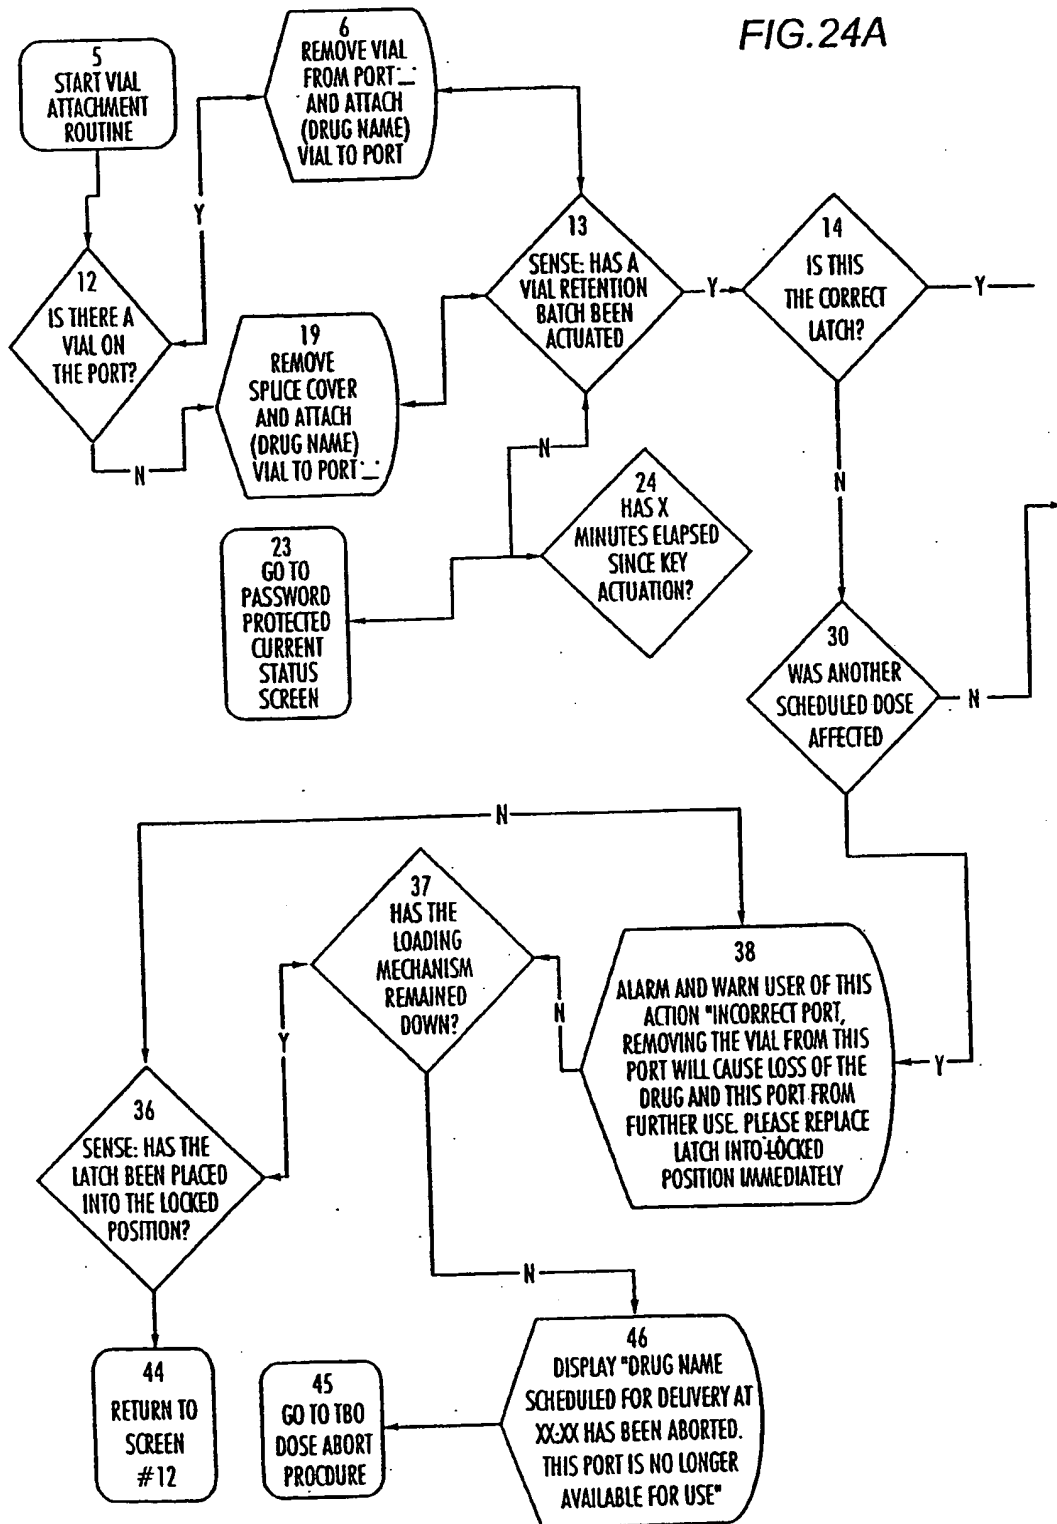 FIG.24A
5
START VIAL
ATTACHMENT
ROUTINE
6
REMOVE VIAL
FROM PORT:_:
AND ATTACH
(DRUG NAME)
VIAL TO PORT
Y
12
IS THERE A
VIAL ON
THE PORT?
N
19
REMOVE
SPLICE COVER
AND ATTACH
(DRUG NAME)
VIAL TO PORT:_:
13
SENSE: HAS A
VIAL RETENTION
BATCH BEEN
ACTUATED
Y
14
IS THIS
THE CORRECT
LATCH?
Y
N
N
24
HAS X
MINUTES ELAPSED
SINCE KEY
ACTUATION?
23
GO TO
PASSWORD
PROTECTED
CURRENT
STATUS
SCREEN
30
WAS ANOTHER
SCHEDULED DOSE
AFFECTED
N
N
37
HAS THE
LOADING
MECHANISM
REMAINED
DOWN?
N
Y
38
ALARM AND WARN USER OF THIS
ACTION "INCORRECT PORT,
REMOVING THE VIAL FROM THIS
PORT WILL CAUSE LOSS OF THE
DRUG AND THIS PORT FROM
FURTHER USE. PLEASE REPLACE
LATCH INTO LOCKED
POSITION IMMEDIATELY
Y
36
SENSE: HAS THE
LATCH BEEN PLACED
INTO THE LOCKED
POSITION?
N
44
RETURN TO
SCREEN
#12
45
GO TO TBO
DOSE ABORT
PROCDURE
46
DISPLAY "DRUG NAME
SCHEDULED FOR DELIVERY AT
XX:XX HAS BEEN ABORTED.
THIS PORT IS NO LONGER
AVAILABLE FOR USE"